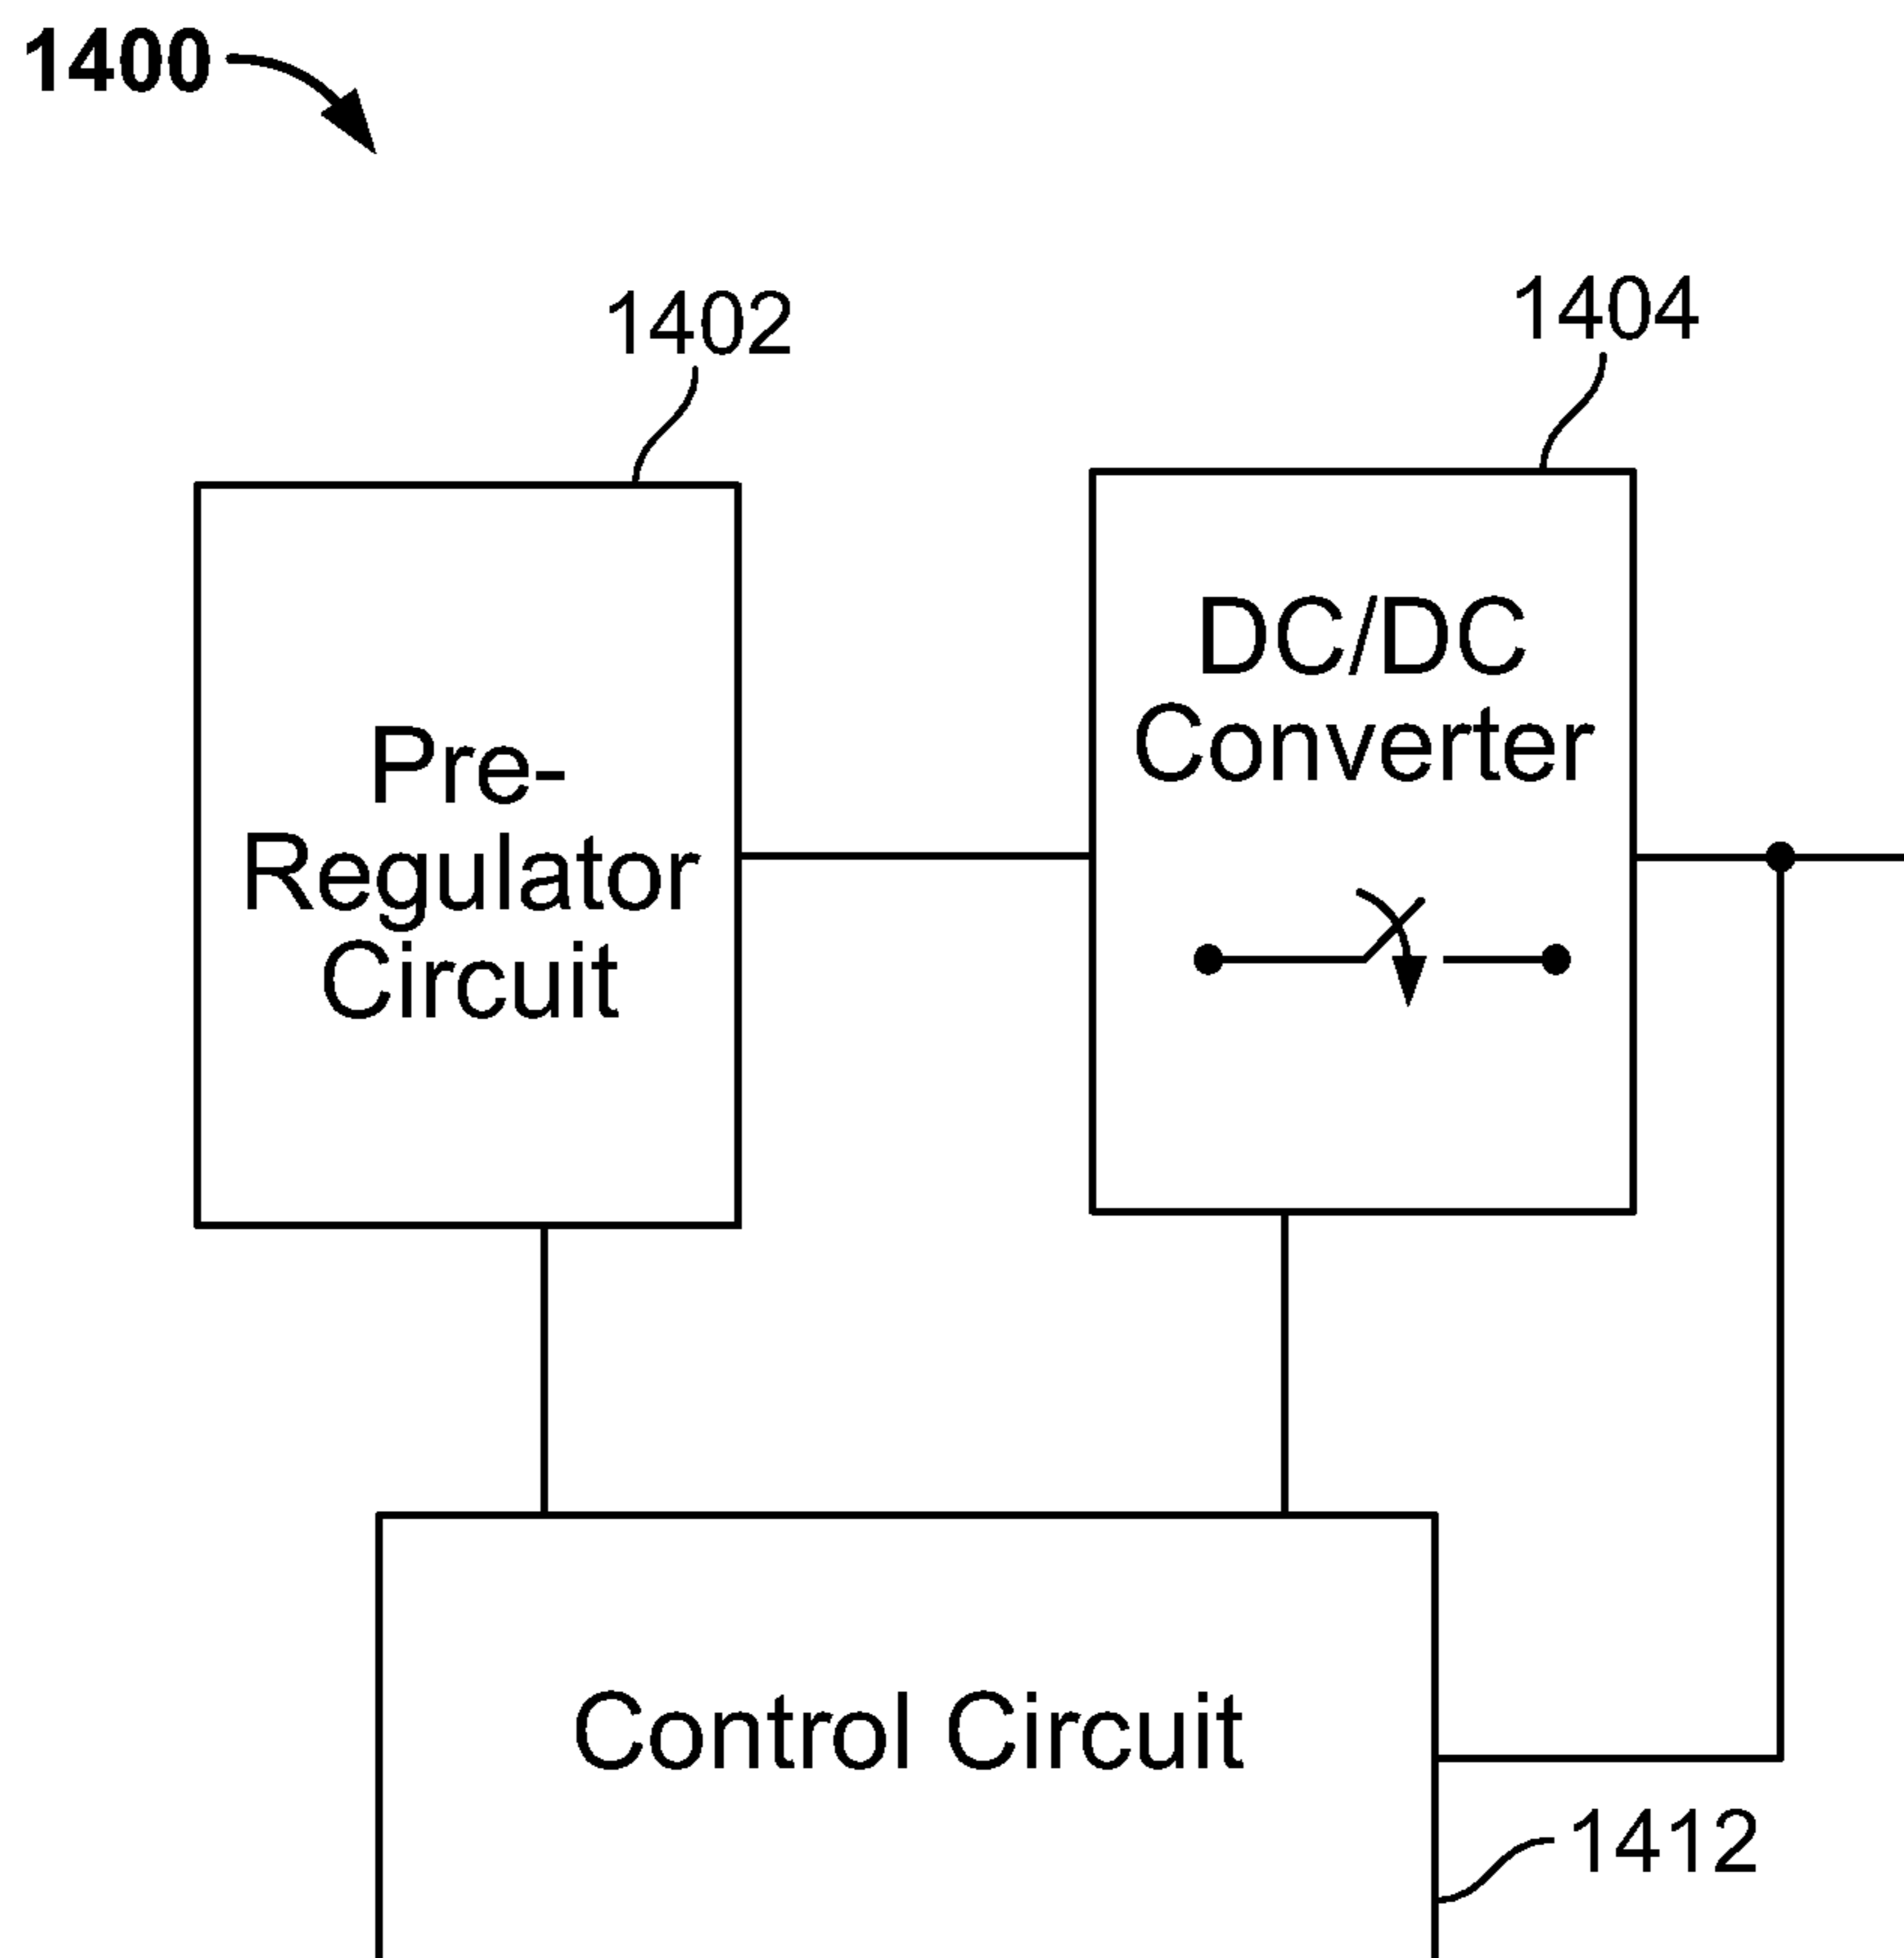 1400
1402
1404
Pre-
Regulator
Circuit
DC/DC
Converter
Control Circuit
1412